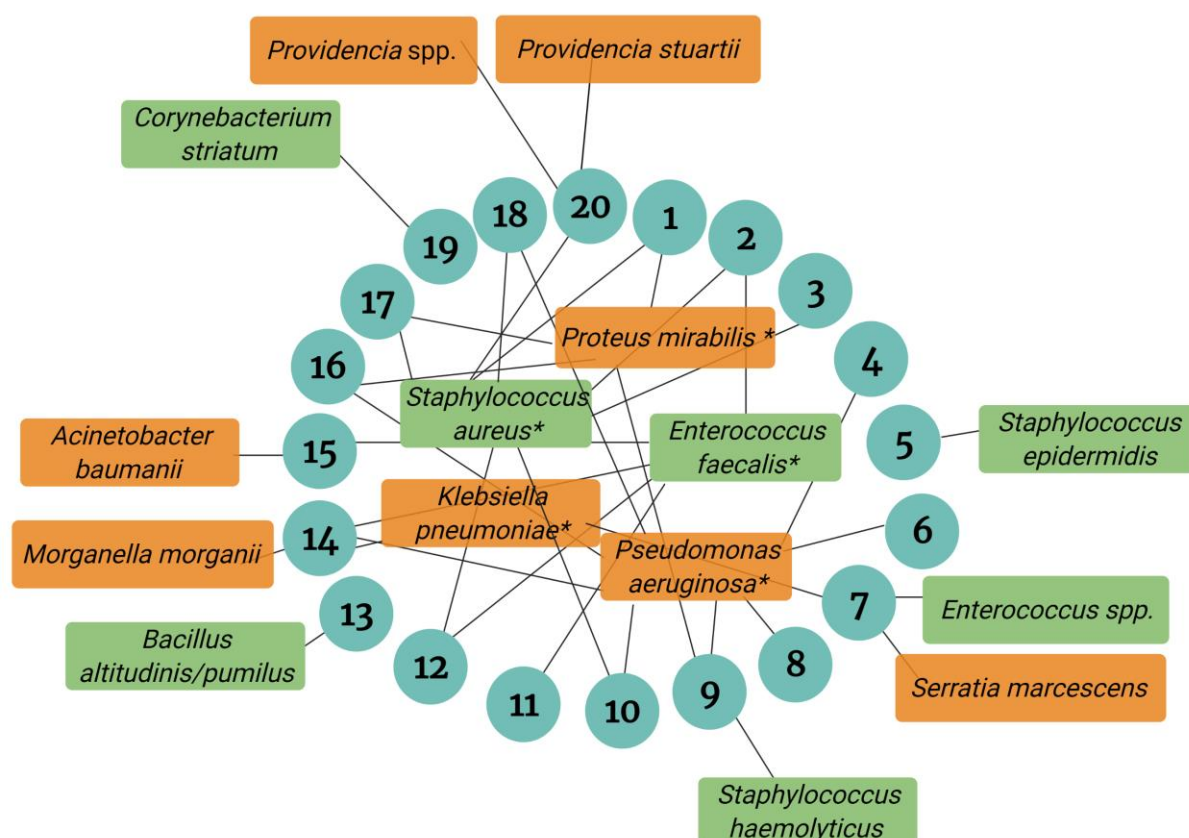 Providencia spp.
Providencia stuartii
Corynebacterium
striatum
20
18
1
2
19
3
17
Proteus mirabilis *
4
16
Staphylococcus
aureus*
Enterococcus
faecalis*
5
Staphylococcus
epidermidis
Acinetobacter
baumanii
15
Klebsiella
pneumoniae*
6
Morganella morganii
14
Pseudomonas
aeruginosa*
7
Enterococcus spp.
13
Bacillus
altitudinis/pumilus
12
8
Serratia marcescens
11
10
9
Staphylococcus
haemolyticus